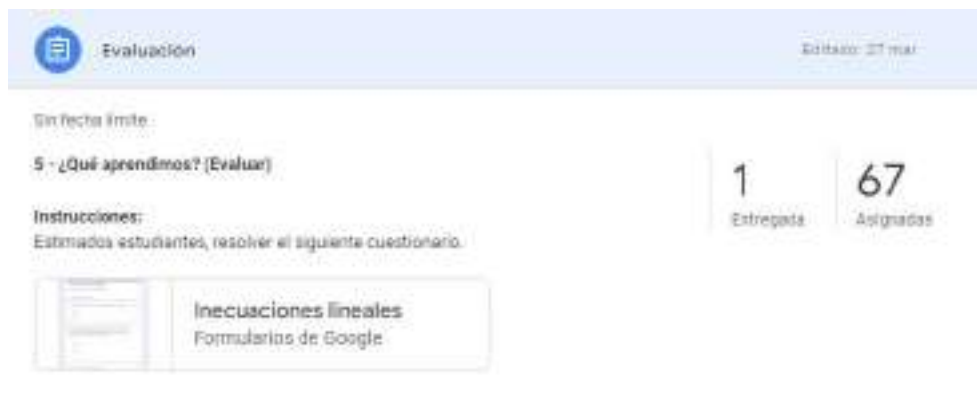 Evaluación
Editado: 27 mar
Sin fecha límite
5 - ¿Qué aprendimos? (Evaluar)
1
Entregada
67
Asignadas
Instrucciones:
Estimados estudiantes, resolver el siguiente cuestionario.
Inecuaciones lineales
Formularios de Google